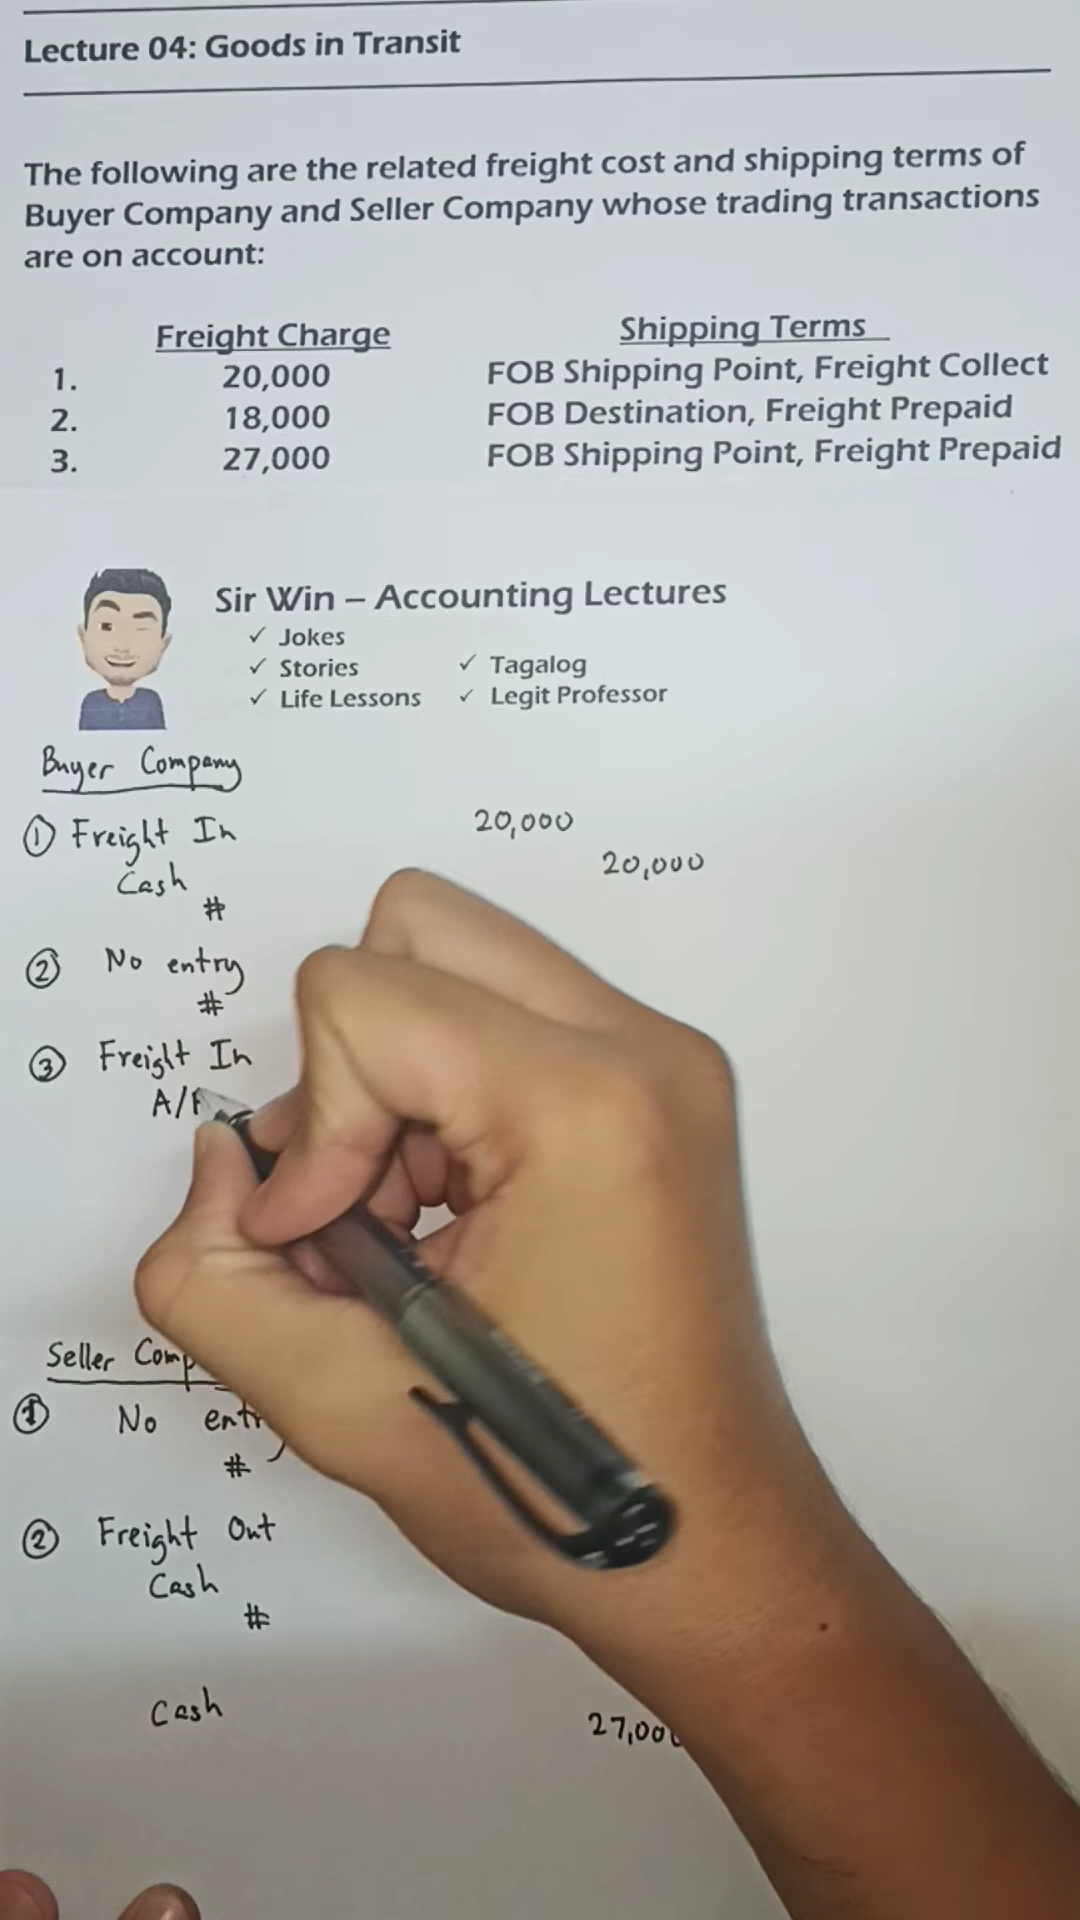 Lecture 04: Goods in Transit
The following are the related freight cost and shipping terms of
Buyer Company and Seller Company whose trading transactions
are on account:
Freight Charge Shipping Terms
1. 20,000 FOB Shipping Point, Freight Collect
2. 18,000 FOB Destination, Freight Prepaid
3. 27,000 FOB Shipping Point, Freight Prepaid
Sir Win – Accounting Lectures
✓ Jokes
✓ Stories ✓ Tagalog
✓ Life Lessons ✓ Legit Professor
Buyer Company
① Freight In 20,000
Cash 20,000
#
② No entry
#
③ Freight In
A/P
Seller
① No
#
② Freight Out
Cash
#
Cash